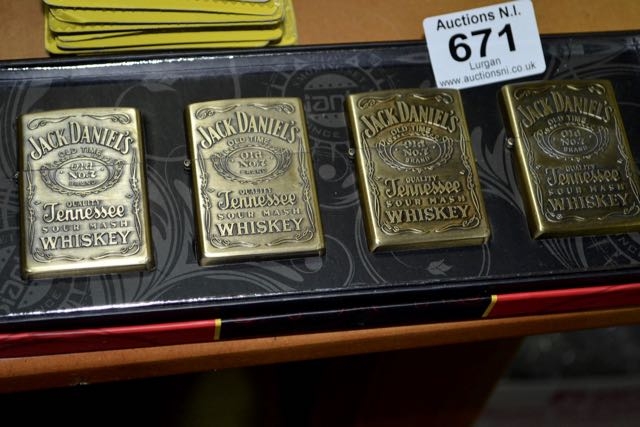 Auctions N.I.
671
Lurgan
www.auctionsni.co.uk
JACK DANIEL'S
OLD TIME
Old
No.7
BRAND
QUALITY
Tennessee
SOUR MASH
WHISKEY
JACK DANIEL'S
OLD TIME
Old
No.7
BRAND
QUALITY
Tennessee
SOUR MASH
WHISKEY
JACK DANIEL'S
OLD TIME
Old
No.7
BRAND
QUALITY
Tennessee
SOUR MASH
WHISKEY
JACK DANIEL'S
OLD TIME
Old
No.7
BRAND
QUALITY
Tennessee
SOUR MASH
WHISKEY